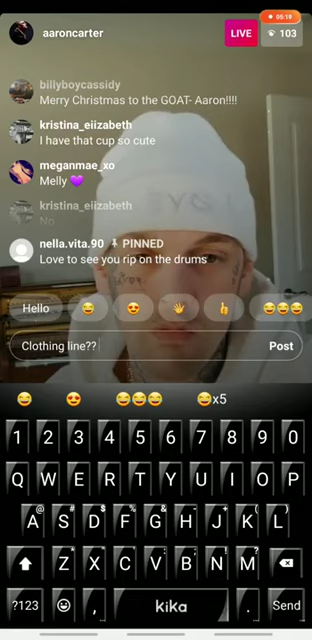 05:19
aaroncarter
LIVE
103
billyboycassidy
Merry Christmas to the GOAT- Aaron!!!!
kristina_eiizabeth
I have that cup so cute
meganmae_xo
Melly 💜
kristina_eiizabeth
No
nella.vita.90 PINNED
Love to see you rip on the drums
Hello 😂 😍 👋 👍 😂😂😂
Clothing line??
Post
😂 😍 😂😂😂 😂x5
1 2 3 4 5 6 7 8 9 0
Q W E R T Y U I O P
@ # $ % & - + ( )
A S D F G H J K L
* " ' : ; ! ?
Z X C V B N M
?123 , kika . Send